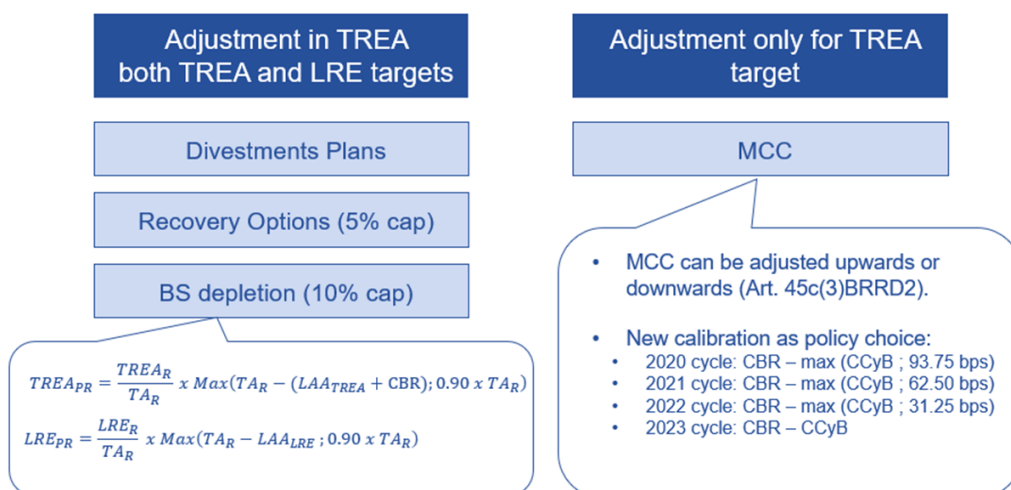 Adjustment in TREA
both TREA and LRE targets
Divestments Plans
Recovery Options (5% cap)
BS depletion (10% cap)
TREA_PR = TREA_R / TA_R x Max(TA_R − (LAA_TREA + CBR); 0.90 x TA_R)
LRE_PR = LRE_R / TA_R x Max(TA_R − LAA_LRE ; 0.90 x TA_R)
Adjustment only for TREA
target
MCC
• MCC can be adjusted upwards or
downwards (Art. 45c(3)BRRD2).
• New calibration as policy choice:
• 2020 cycle: CBR – max (CCyB ; 93.75 bps)
• 2021 cycle: CBR – max (CCyB ; 62.50 bps)
• 2022 cycle: CBR – max (CCyB ; 31.25 bps)
• 2023 cycle: CBR – CCyB